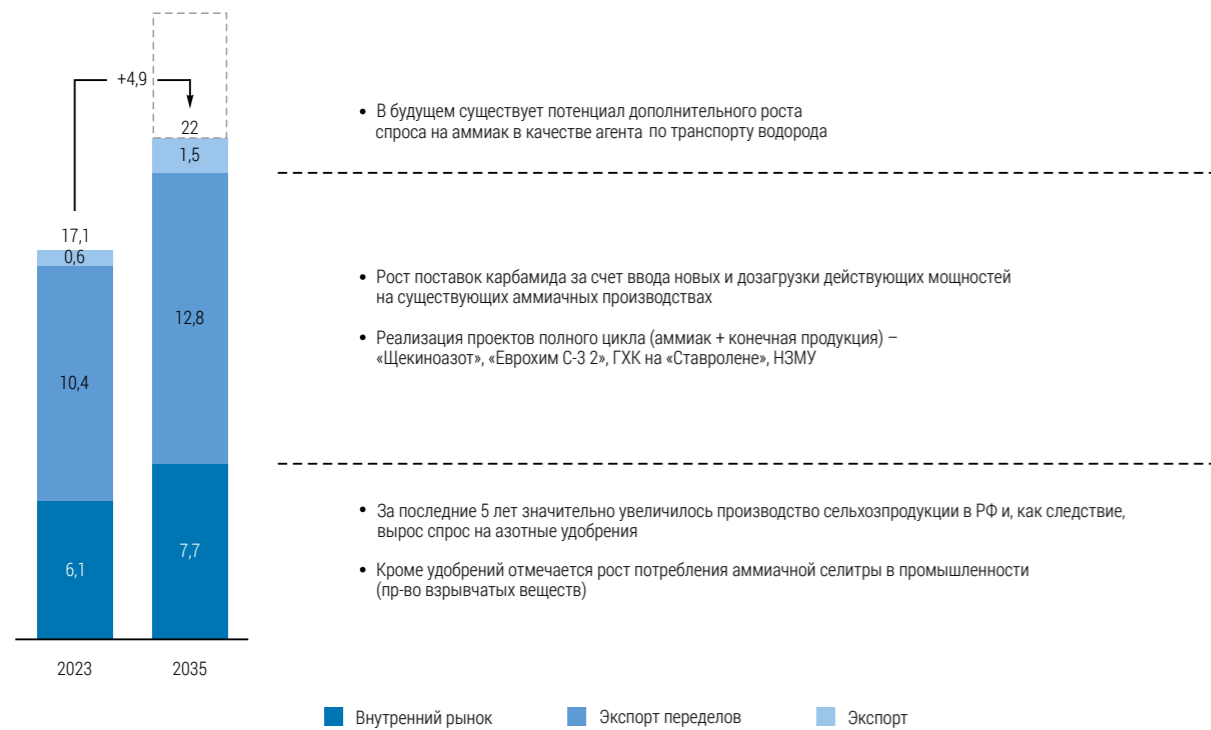 +4,9
22
1,5
12,8
7,7
17,1
0,6
10,4
6,1
2023
2035
• В будущем существует потенциал дополнительного роста
спроса на аммиак в качестве агента по транспорту водорода
• Рост поставок карбамида за счет ввода новых и дозагрузки действующих мощностей
на существующих аммиачных производствах
• Реализация проектов полного цикла (аммиак + конечная продукция) –
«Щекиноазот», «Еврохим С-3 2», ГХК на «Ставролене», НЗМУ
• За последние 5 лет значительно увеличилось производство сельхозпродукции в РФ и, как следствие,
вырос спрос на азотные удобрения
• Кроме удобрений отмечается рост потребления аммиачной селитры в промышленности
(пр-во взрывчатых веществ)
Внутренний рынок
Экспорт переделов
Экспорт